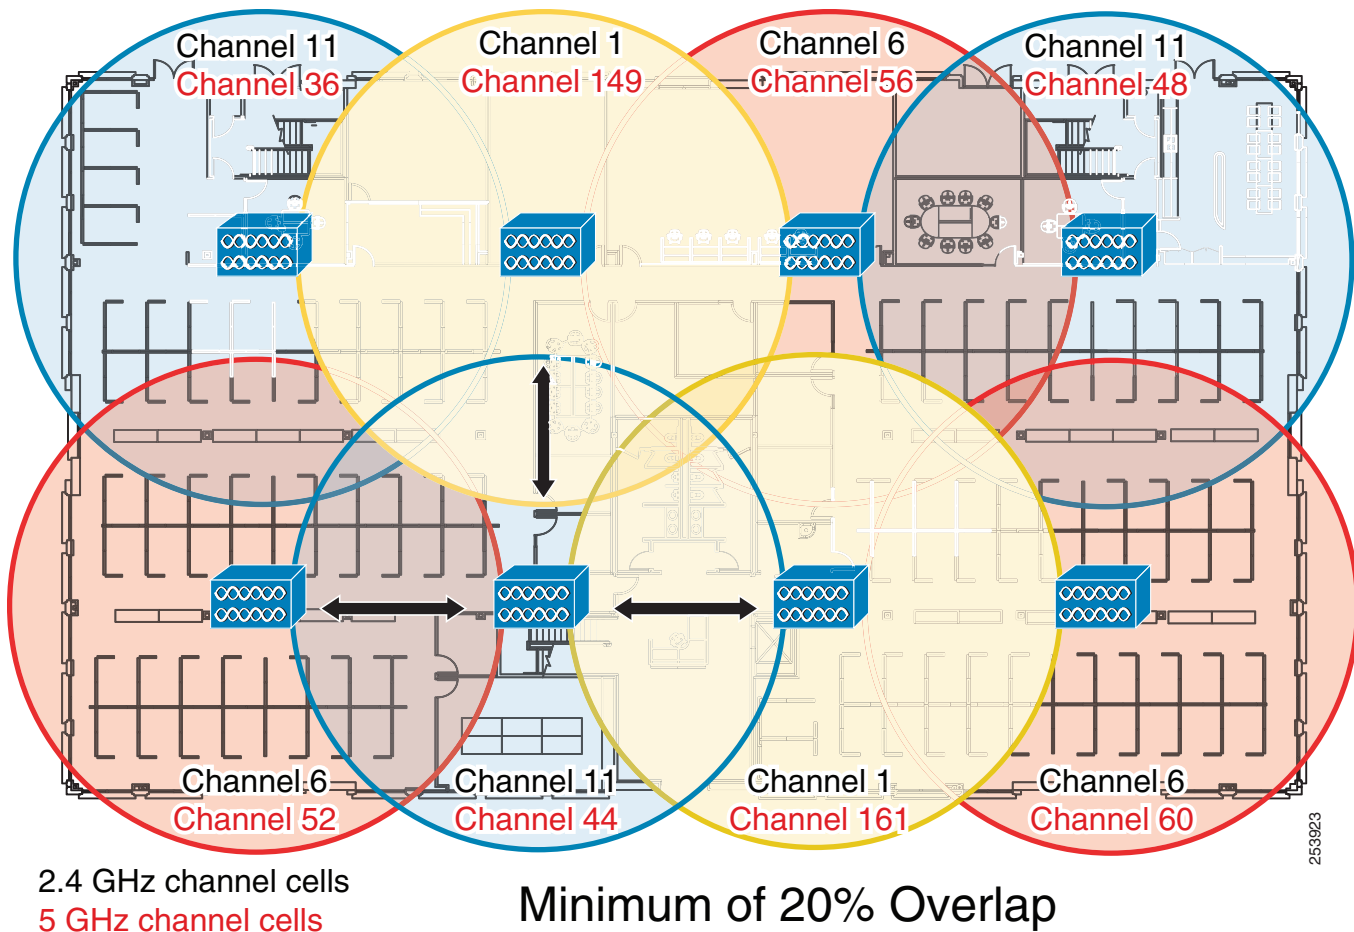 Channel 11
Channel 36
Channel 1
Channel 149
Channel 6
Channel 56
Channel 11
Channel 48
Channel 6
Channel 52
Channel 11
Channel 44
Channel 1
Channel 161
Channel 6
Channel 60
253923
2.4 GHz channel cells
5 GHz channel cells
Minimum of 20% Overlap